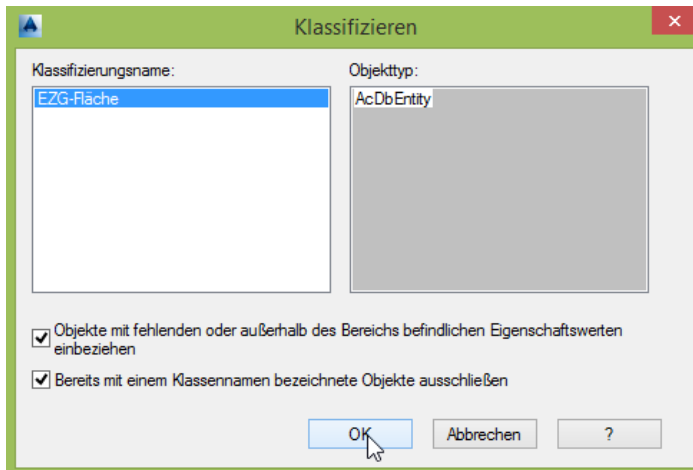 Klassifizieren
Klassifizierungsname:
Objekttyp:
EZG-Fläche
AcDbEntity
Objekte mit fehlenden oder außerhalb des Bereichs befindlichen Eigenschaftswerten
einbeziehen
Bereits mit einem Klassennamen bezeichnete Objekte ausschließen
OK
Abbrechen
?